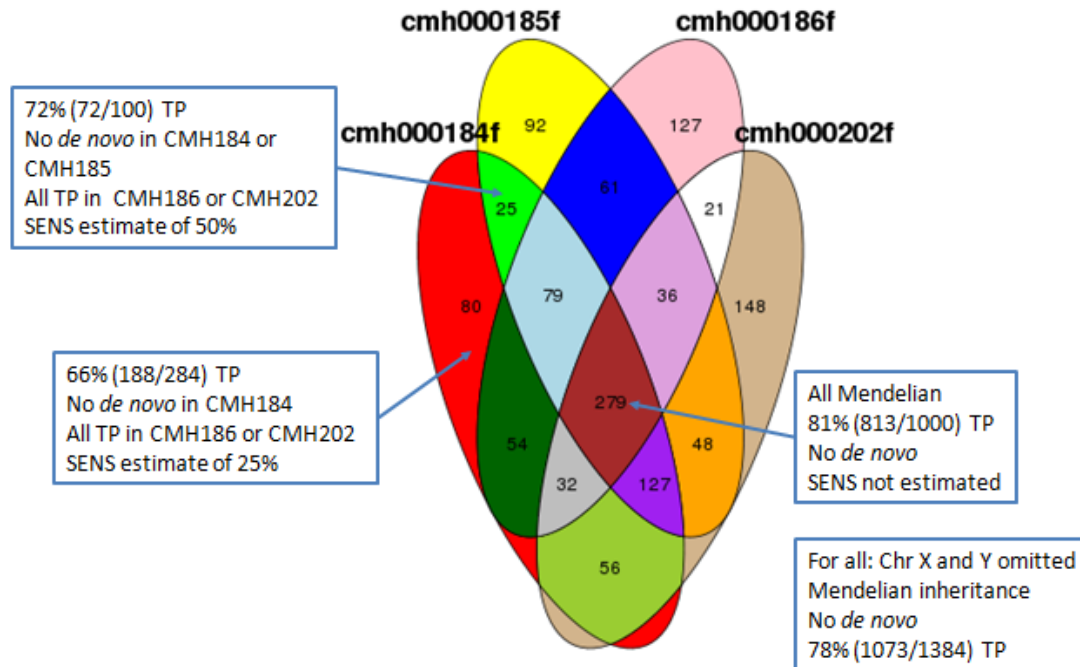 cmh000185f
cmh000186f
72% (72/100) TP
No de novo in CMH184 or
CMH185
All TP in CMH186 or CMH202
SENS estimate of 50%
cmh000184f
cmh000202f
92
127
25
61
21
80
79
36
148
66% (188/284) TP
No de novo in CMH184
All TP in CMH186 or CMH202
SENS estimate of 25%
279
54
48
32
127
56
All Mendelian
81% (813/1000) TP
No de novo
SENS not estimated
For all: Chr X and Y omitted
Mendelian inheritance
No de novo
78% (1073/1384) TP